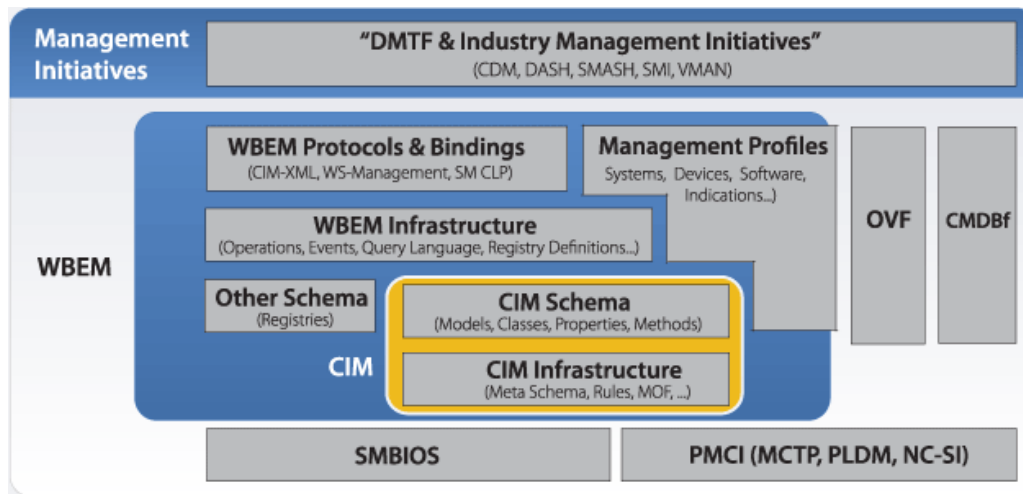 Management
Initiatives
“DMTF & Industry Management Initiatives”
(CDM, DASH, SMASH, SMI, VMAN)
WBEM
WBEM Protocols & Bindings
(CIM-XML, WS-Management, SM CLP)
Management Profiles
Systems, Devices, Software,
Indications...)
WBEM Infrastructure
(Operations, Events, Query Language, Registry Definitions...)
Other Schema
(Registries)
CIM
CIM Schema
(Models, Classes, Properties, Methods)
CIM Infrastructure
(Meta Schema, Rules, MOF, ...)
OVF
CMDBf
SMBIOS
PMCI (MCTP, PLDM, NC-SI)